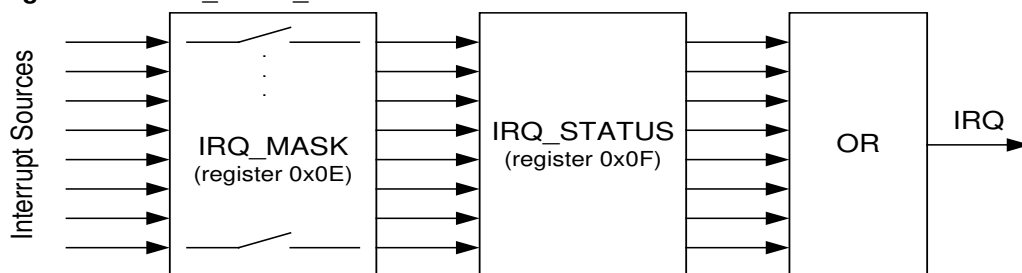 Interrupt Sources
IRQ_MASK
(register 0x0E)
IRQ_STATUS
(register 0x0F)
OR
IRQ